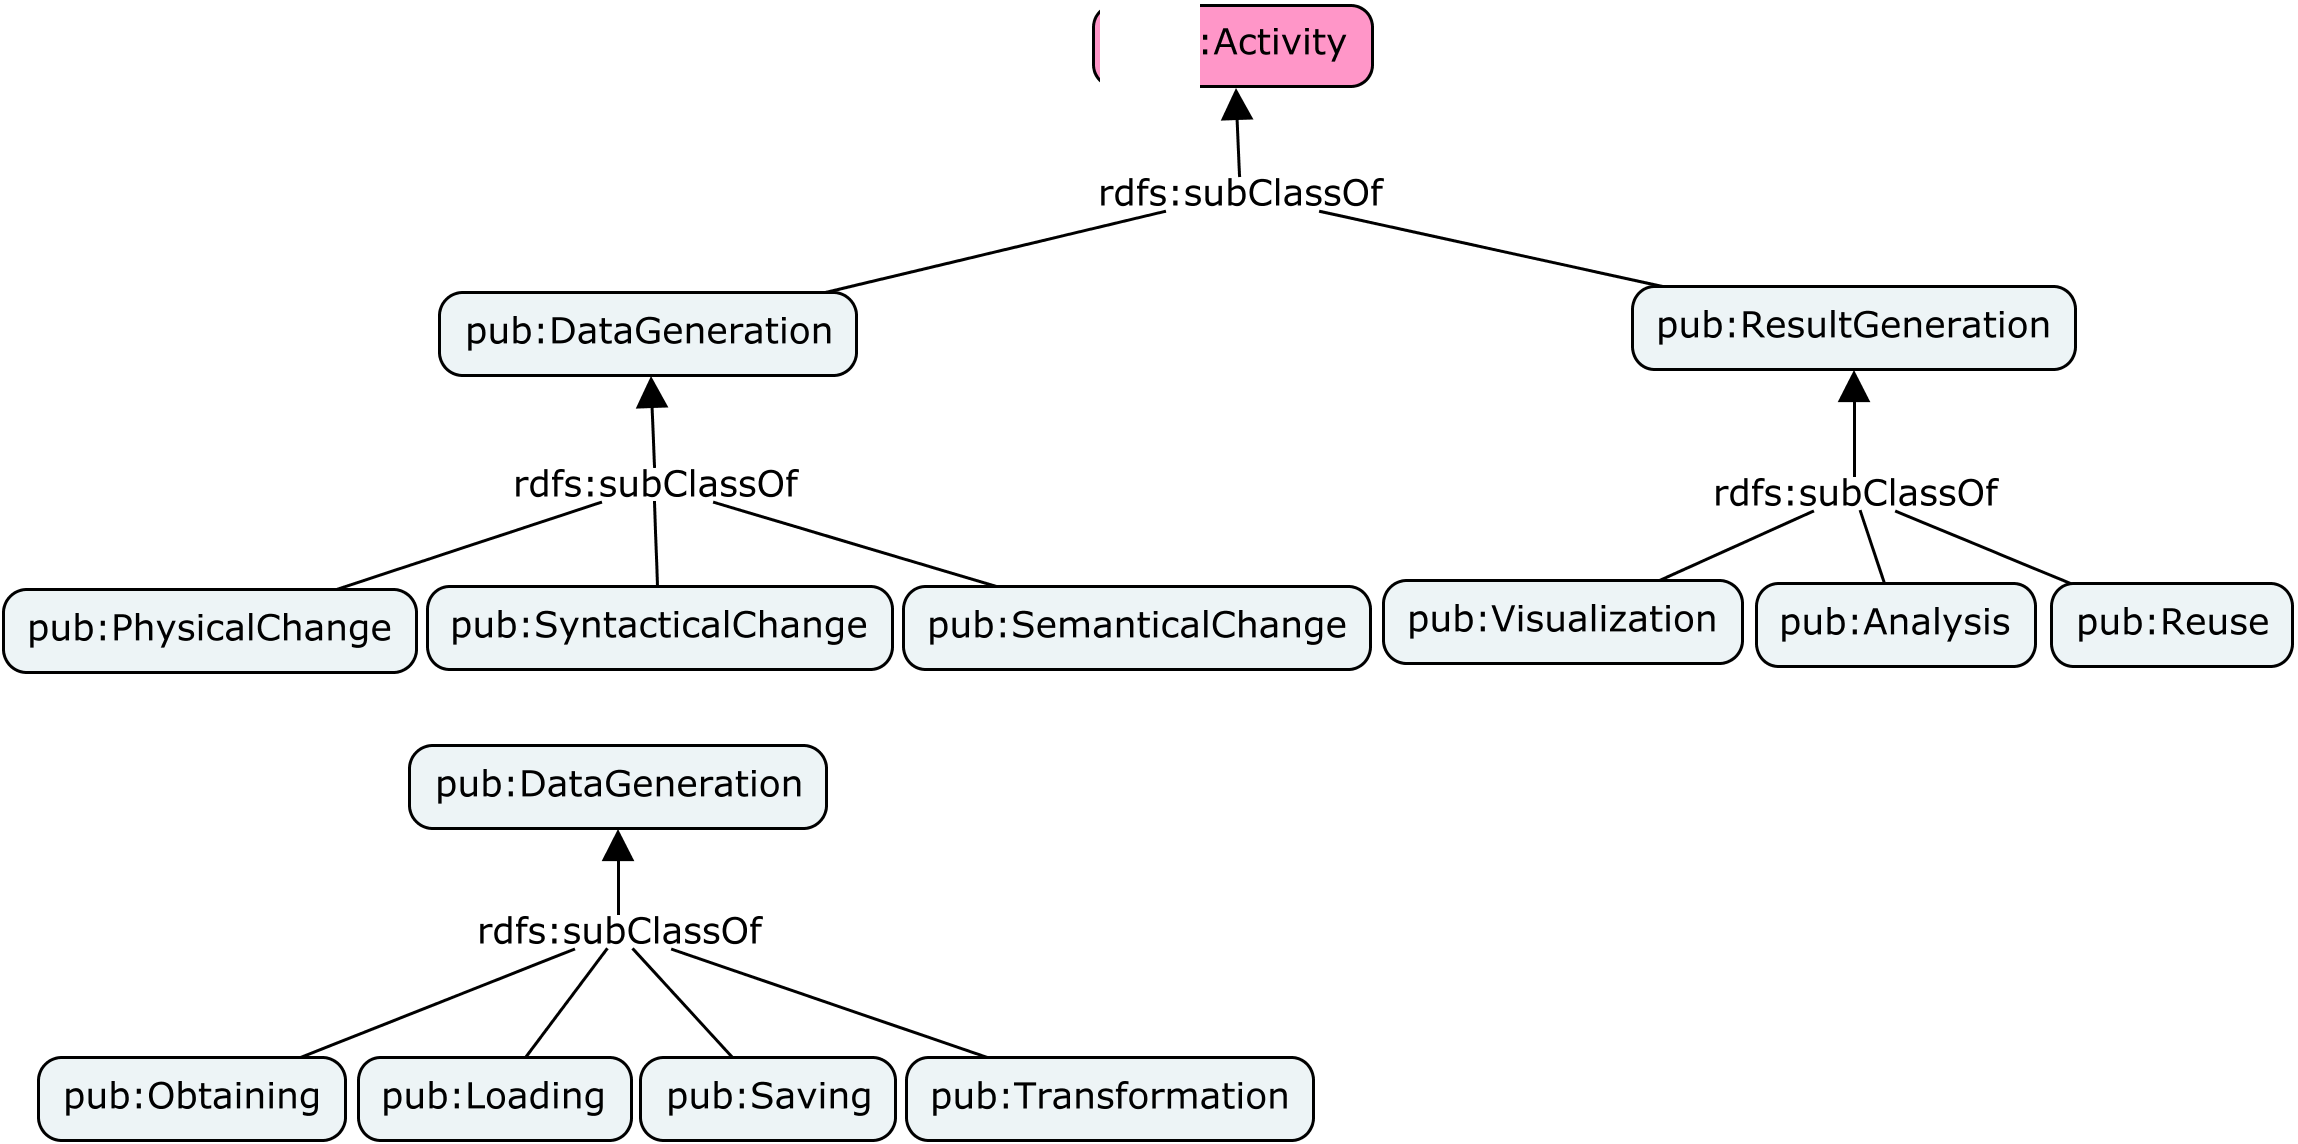 :Activity
rdfs:subClassOf
pub:DataGeneration
pub:ResultGeneration
rdfs:subClassOf
rdfs:subClassOf
pub:PhysicalChange
pub:SyntacticalChange
pub:SemanticalChange
pub:Visualization
pub:Analysis
pub:Reuse
pub:DataGeneration
rdfs:subClassOf
pub:Obtaining
pub:Loading
pub:Saving
pub:Transformation